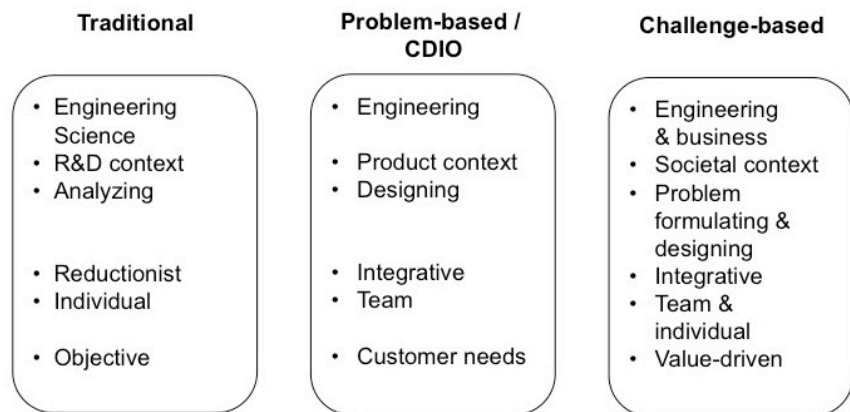 Traditional
Problem-based /
CDIO
Challenge-based
• Engineering
Science
• R&D context
• Analyzing
• Reductionist
• Individual
• Objective
• Engineering
• Product context
• Designing
• Integrative
• Team
• Customer needs
• Engineering
& business
• Societal context
• Problem
formulating &
designing
• Integrative
• Team &
individual
• Value-driven